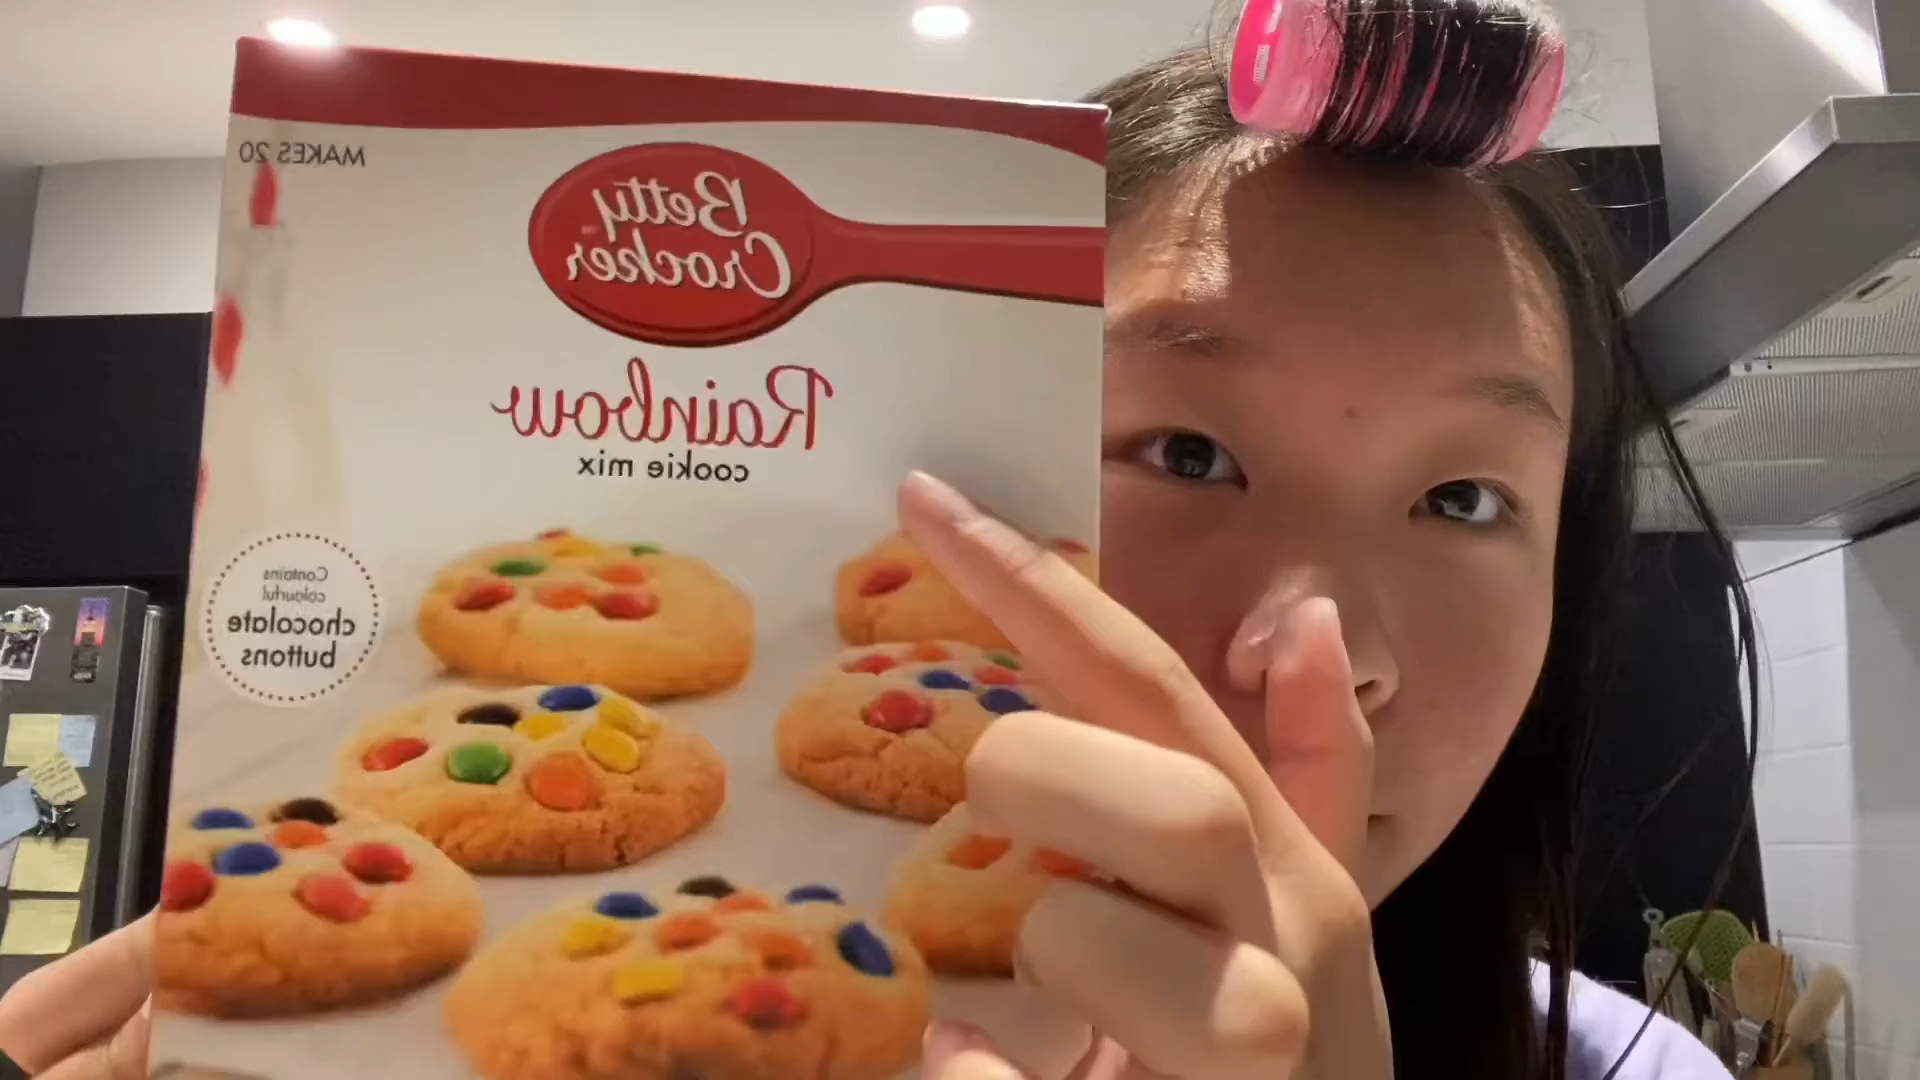 MAKES 20
Betty
Crocker
Rainbow
cookie mix
Contains
colourful
chocolate
buttons